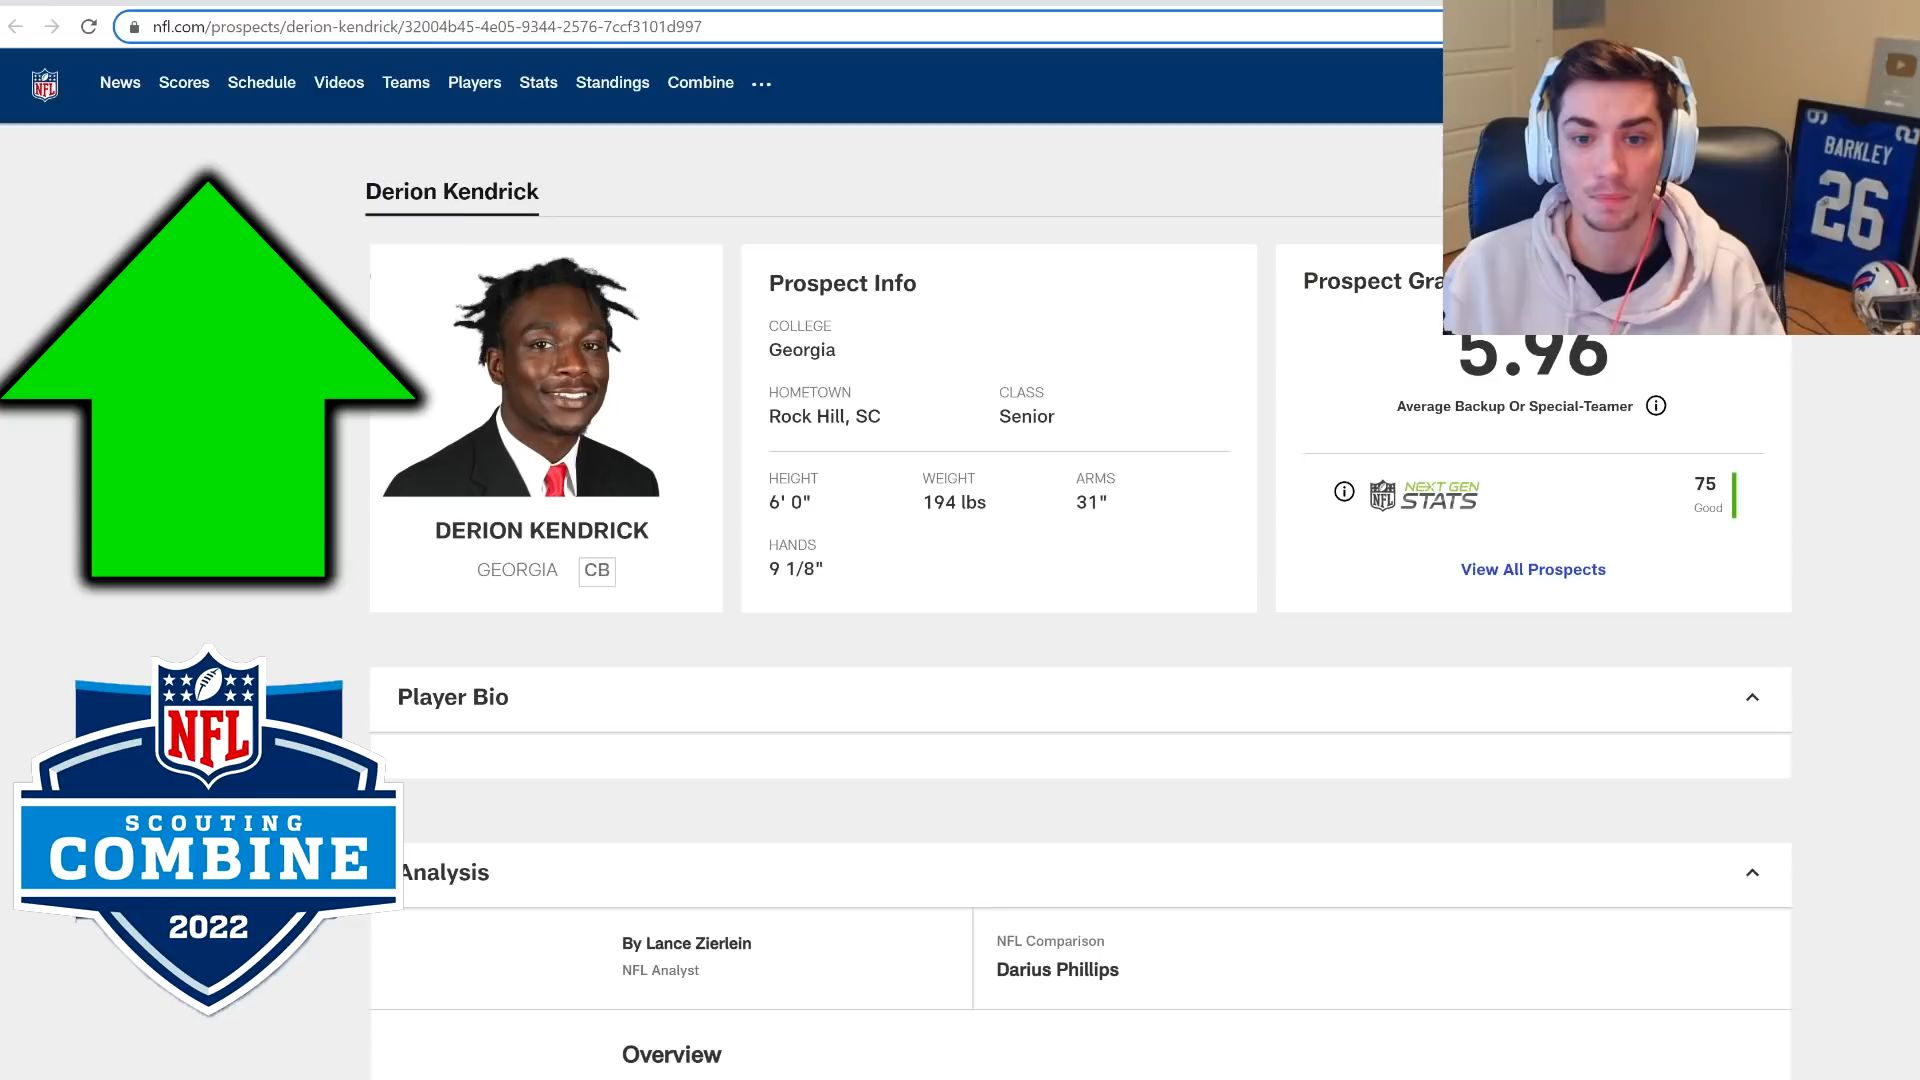 nfl.com/prospects/derion-kendrick/32004b45-4e05-9344-2576-7ccf3101d997
NFL
News Scores Schedule Videos Teams Players Stats Standings Combine ...
BARKLEY
26
Derion Kendrick
DERION KENDRICK
GEORGIA CB
Prospect Info
COLLEGE
Georgia
HOMETOWN CLASS
Rock Hill, SC Senior
HEIGHT WEIGHT ARMS
6' 0" 194 lbs 31"
HANDS
9 1/8"
Prospect Gra
5.96
Average Backup Or Special-Teamer
NFL NEXT GEN STATS
75
Good
View All Prospects
Player Bio
NFL
SCOUTING
COMBINE
2022
Analysis
By Lance Zierlein
NFL Analyst
NFL Comparison
Darius Phillips
Overview